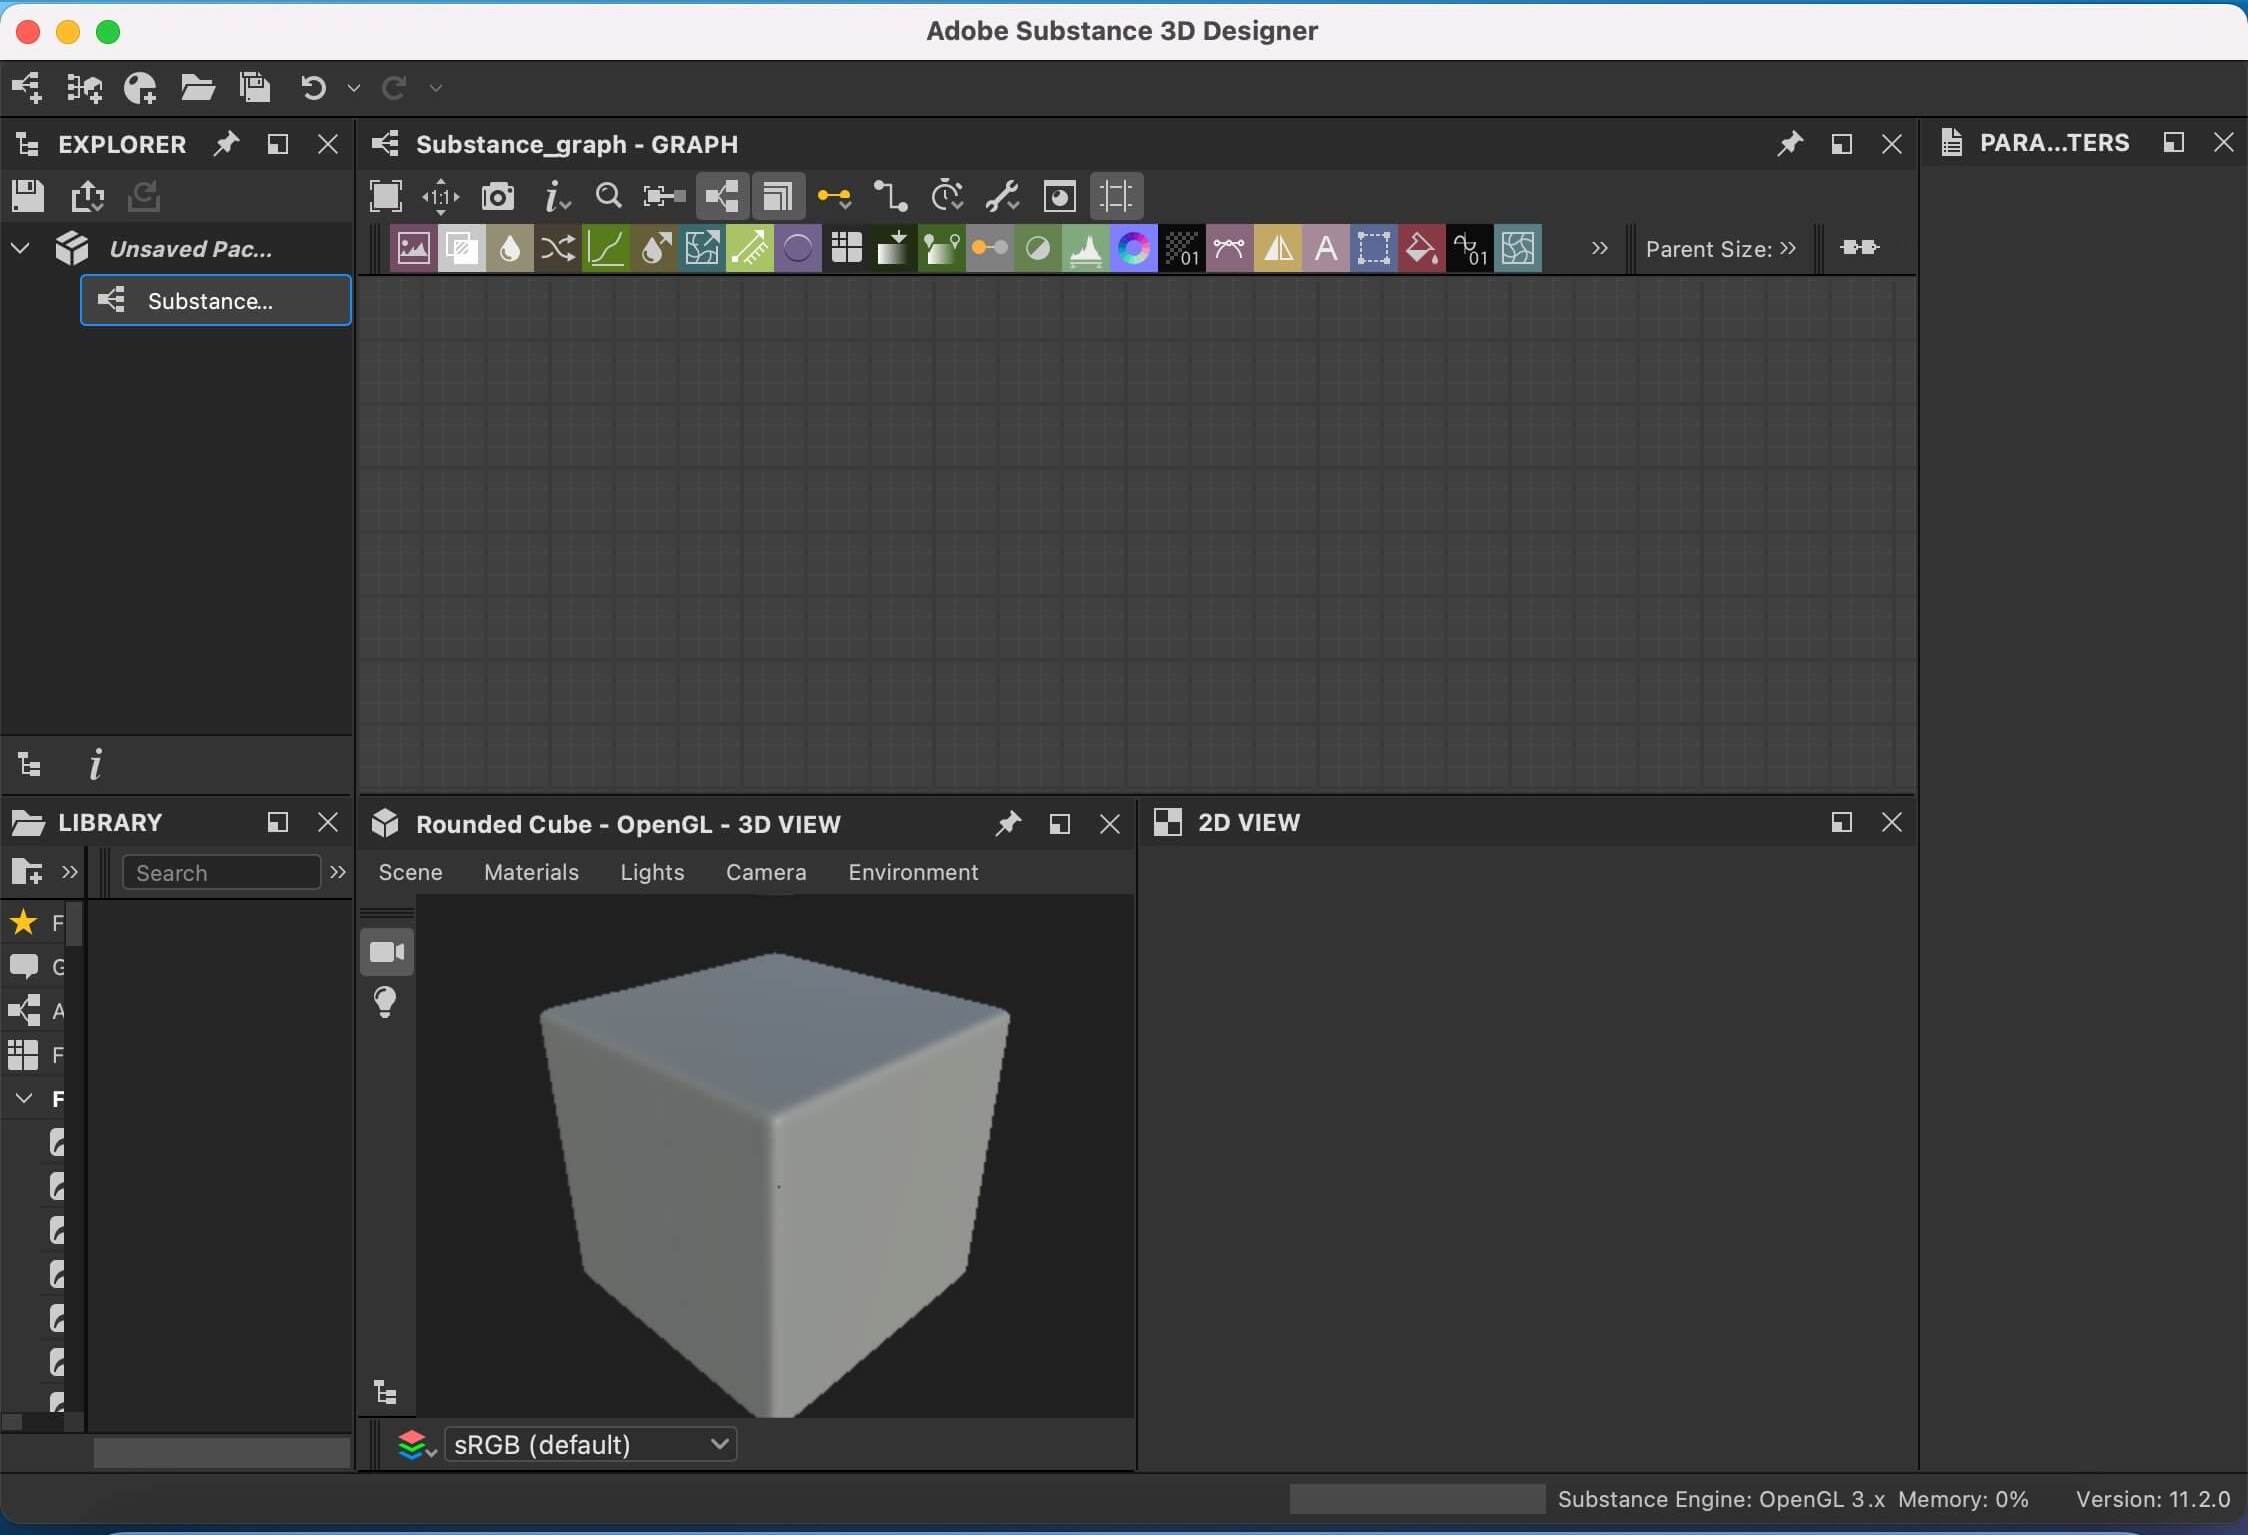 Adobe Substance 3D Designer
EXPLORER
Substance_graph - GRAPH
PARA...TERS
Unsaved Pac...
01
A
01
Parent Size:
Substance...
LIBRARY
Rounded Cube - OpenGL - 3D VIEW
2D VIEW
Search
Scene Materials Lights Camera Environment
F
G
A
F
F
sRGB (default)
Substance Engine: OpenGL 3.x Memory: 0% Version: 11.2.0